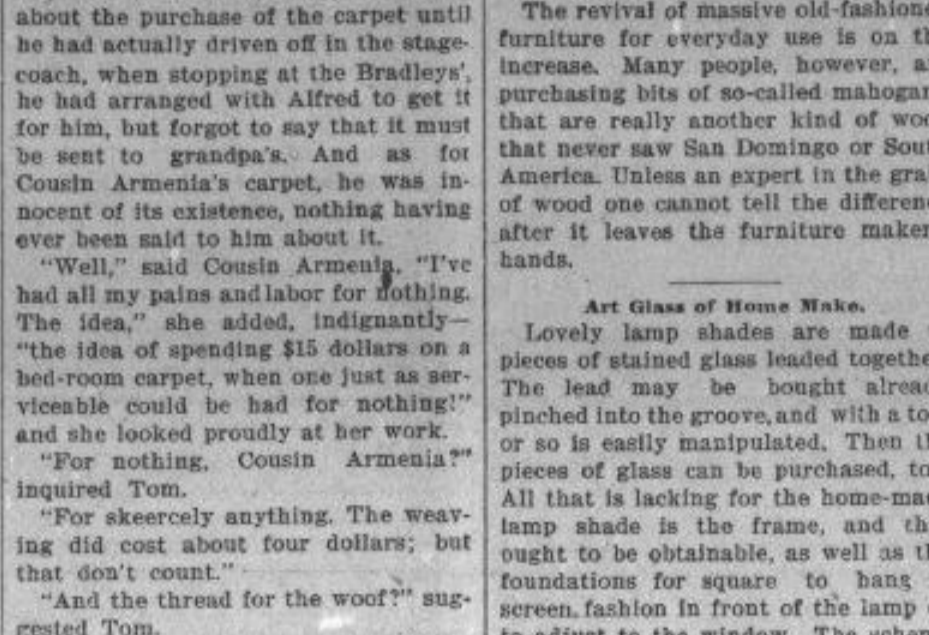 about the purchase of the carpet until
he had actually driven off in the stage-
coach, when stopping at the Bradleys',
he had arranged with Alfred to get it
for him, but forgot to say that it must
be sent to grandpa's. And as for
Cousin Armenia's carpet, he was in-
nocent of its existence, nothing having
ever been said to him about it.
"Well," said Cousin Armenia, "I've
had all my pains and labor for nothing.
The idea," she added, indignantly—
"the idea of spending $15 dollars on a
bed-room carpet, when one just as ser-
viceable could be had for nothing!"
and she looked proudly at her work.
"For nothing, Cousin Armenia?"
inquired Tom.
"For skeercely anything. The weav-
ing did cost about four dollars; but
that don't count."
"And the thread for the woof?" sug-
gested Tom.
The revival of massive old-fashione
furniture for everyday use is on th
increase. Many people, however, a
purchasing bits of so-called mahogan
that are really another kind of woo
that never saw San Domingo or Sout
America. Unless an expert in the gra
of wood one cannot tell the differenc
after it leaves the furniture maker
hands.
Art Glass of Home Make.
Lovely lamp shades are made
pieces of stained glass leaded togethe
The lead may be bought alread
pinched into the groove, and with a to
or so is easily manipulated. Then th
pieces of glass can be purchased, to
All that is lacking for the home-mad
lamp shade is the frame, and th
ought to be obtainable, as well as th
foundations for square to hang
screen, fashion in front of the lamp
to adjust to the window. The